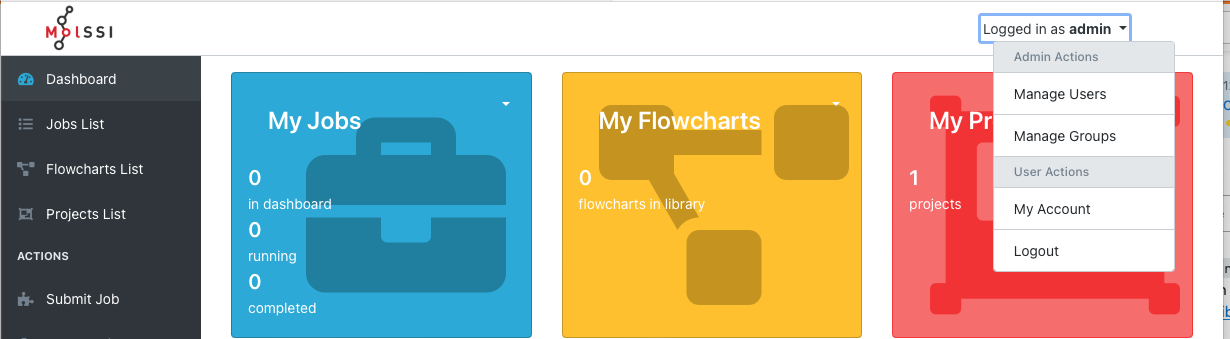 MolSSI
Logged in as admin
Admin Actions
Manage Users
Manage Groups
User Actions
My Account
Logout
Dashboard
Jobs List
Flowcharts List
Projects List
ACTIONS
Submit Job
My Jobs
0
in dashboard
0
running
0
completed
My Flowcharts
0
flowcharts in library
My Pr
1
projects